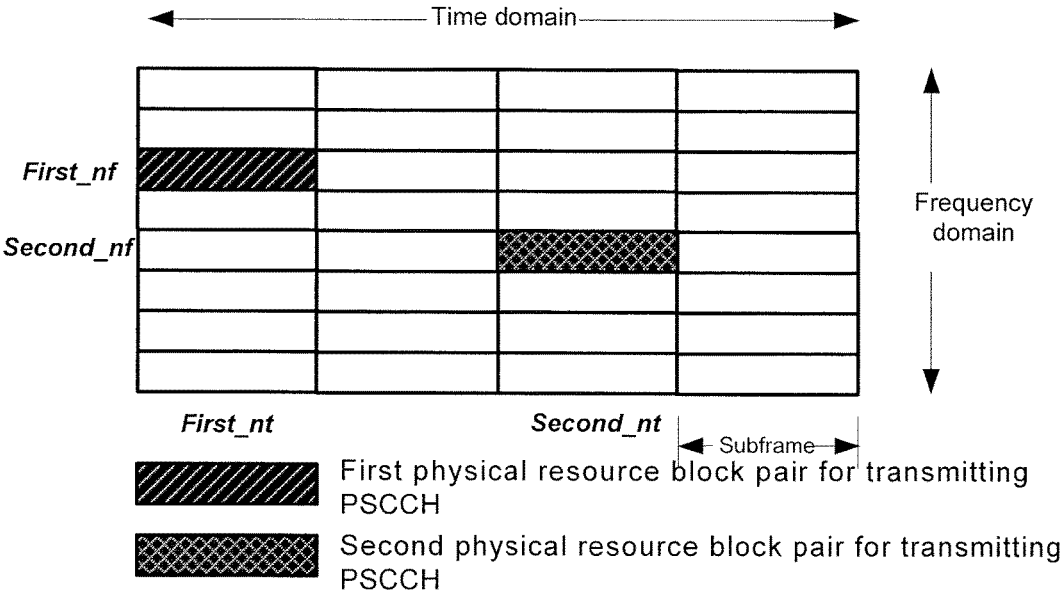 Time domain
First_nf
Frequency
domain
Second_nf
First_nt
Second_nt
Subframe
First physical resource block pair for transmitting
PSCCH
Second physical resource block pair for transmitting
PSCCH